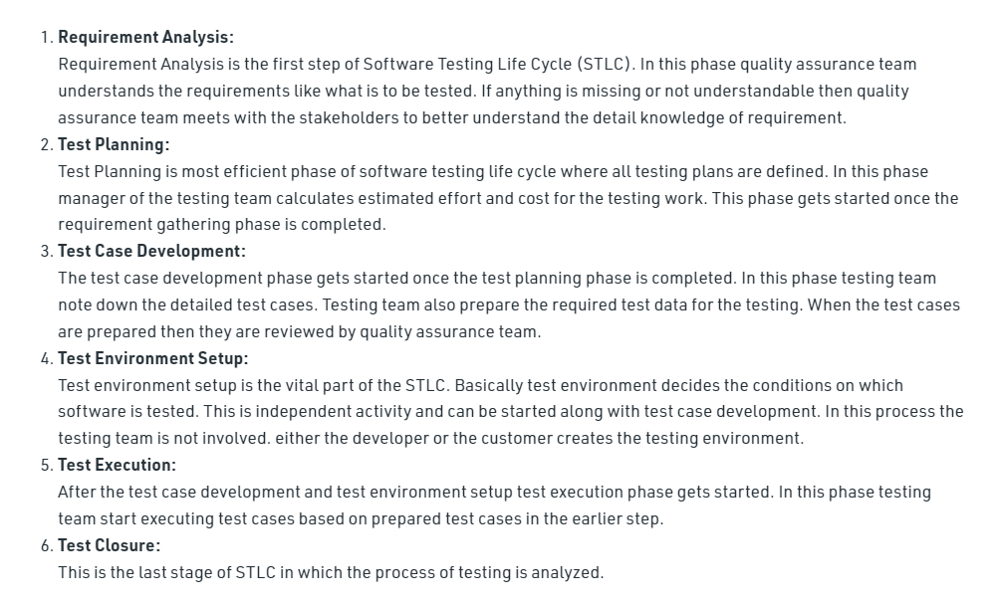 1. Requirement Analysis:
Requirement Analysis is the first step of Software Testing Life Cycle (STLC). In this phase quality assurance team
understands the requirements like what is to be tested. If anything is missing or not understandable then quality
assurance team meets with the stakeholders to better understand the detail knowledge of requirement.
2. Test Planning:
Test Planning is most efficient phase of software testing life cycle where all testing plans are defined. In this phase
manager of the testing team calculates estimated effort and cost for the testing work. This phase gets started once the
requirement gathering phase is completed.
3. Test Case Development:
The test case development phase gets started once the test planning phase is completed. In this phase testing team
note down the detailed test cases. Testing team also prepare the required test data for the testing. When the test cases
are prepared then they are reviewed by quality assurance team.
4. Test Environment Setup:
Test environment setup is the vital part of the STLC. Basically test environment decides the conditions on which
software is tested. This is independent activity and can be started along with test case development. In this process the
testing team is not involved. either the developer or the customer creates the testing environment.
5. Test Execution:
After the test case development and test environment setup test execution phase gets started. In this phase testing
team start executing test cases based on prepared test cases in the earlier step.
6. Test Closure:
This is the last stage of STLC in which the process of testing is analyzed.